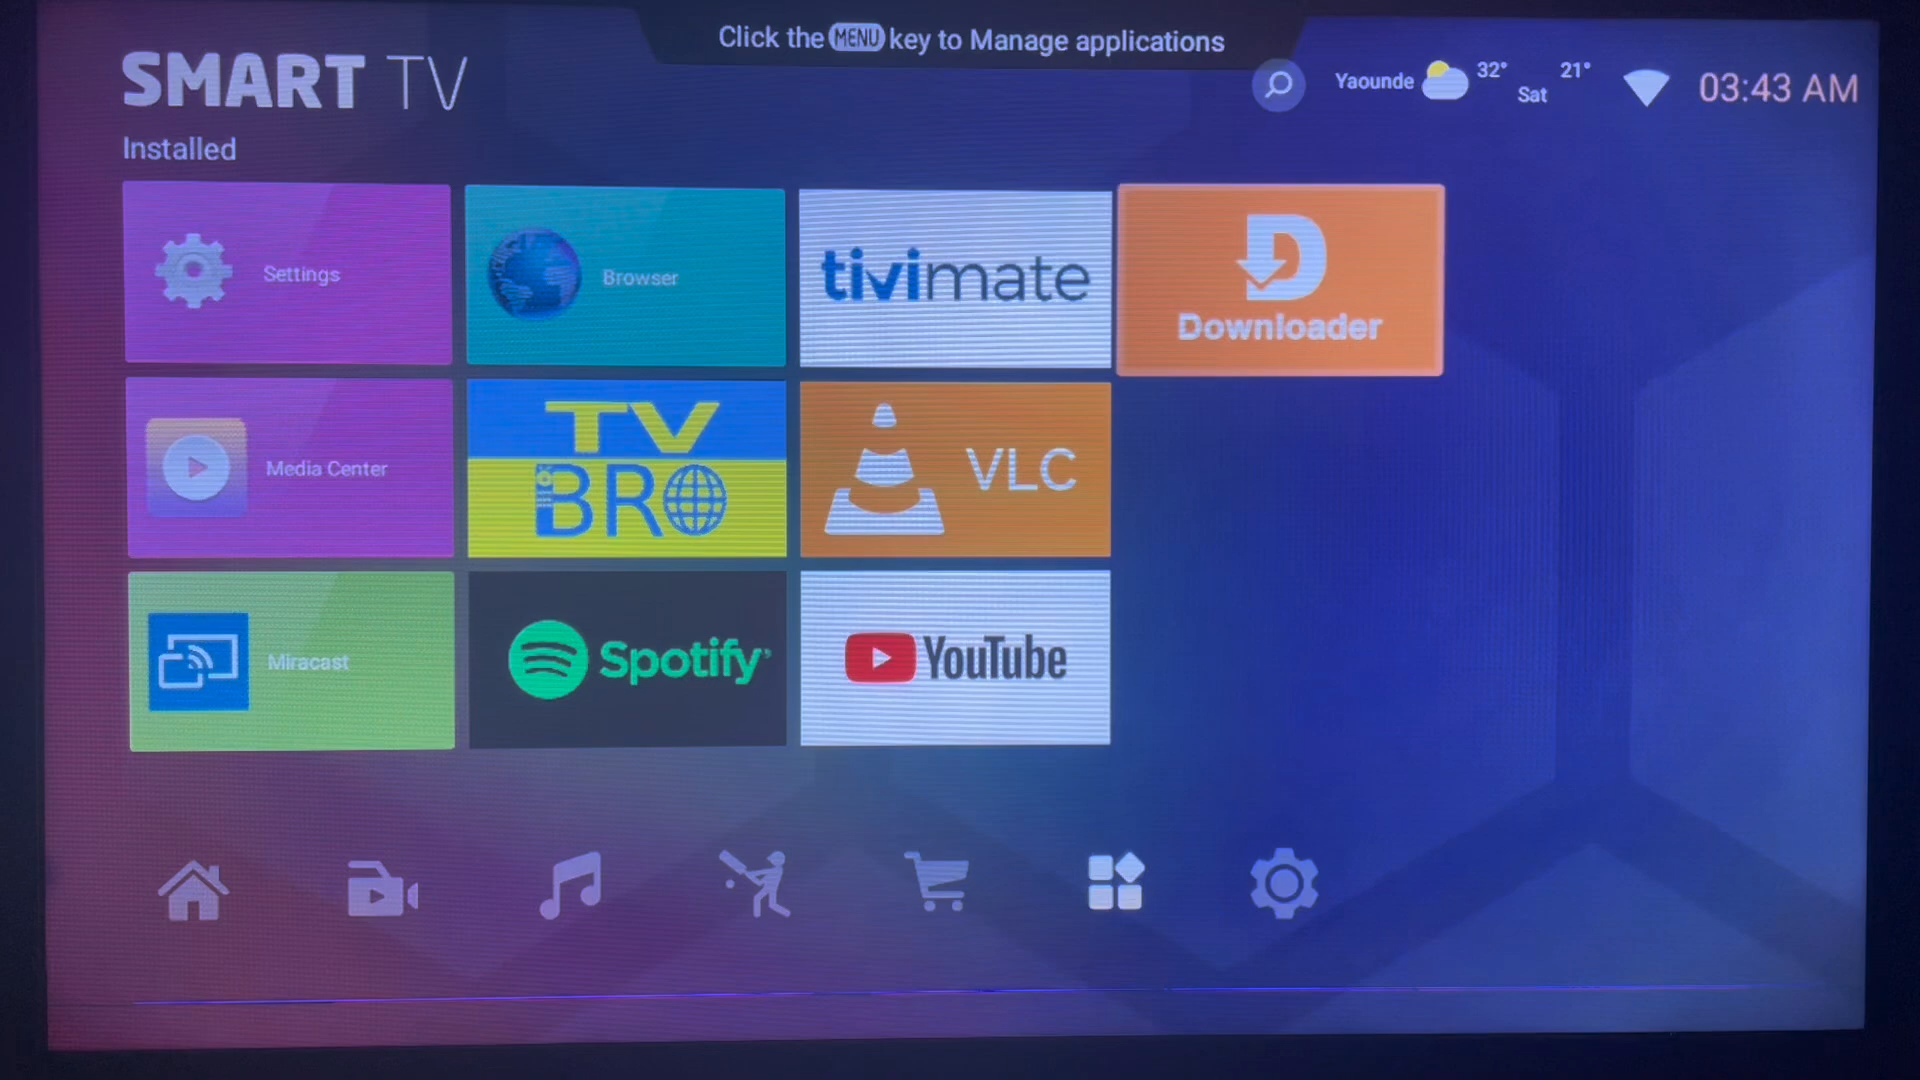 Click the MENU key to Manage applications
SMART TV
Yaounde 32° Sat 21° 03:43 AM
Installed
Settings
Browser
tivimate
D
Downloader
Media Center
TV
BRO
VLC
Miracast
Spotify
YouTube